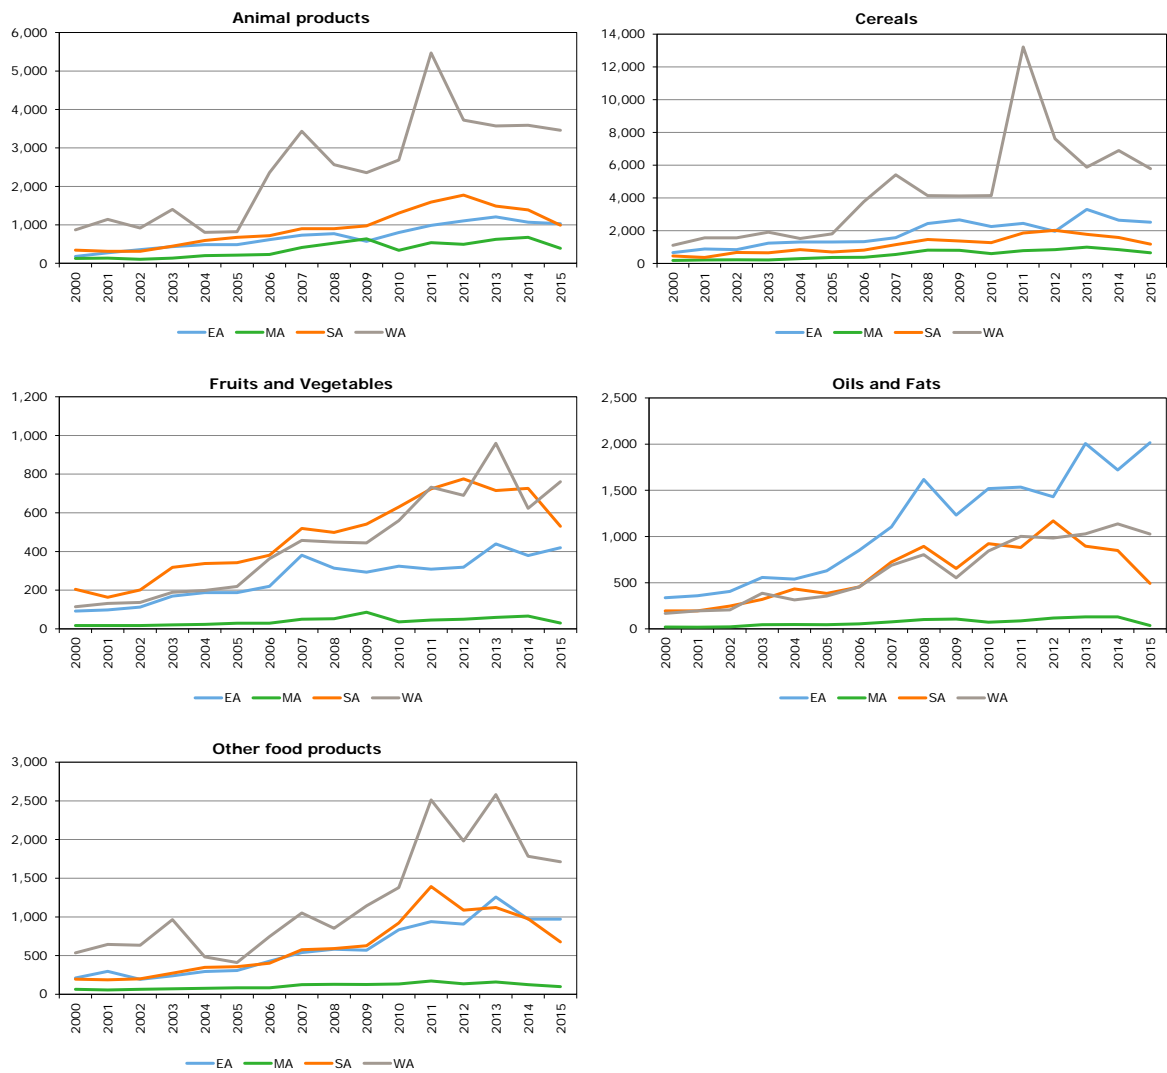 Animal products
6,000
5,000
4,000
3,000
2,000
1,000
0
2000 2001 2002 2003 2004 2005 2006 2007 2008 2009 2010 2011 2012 2013 2014 2015
EA MA SA WA
Cereals
14,000
12,000
10,000
8,000
6,000
4,000
2,000
0
2000 2001 2002 2003 2004 2005 2006 2007 2008 2009 2010 2011 2012 2013 2014 2015
EA MA SA WA
Fruits and Vegetables
1,200
1,000
800
600
400
200
0
2000 2001 2002 2003 2004 2005 2006 2007 2008 2009 2010 2011 2012 2013 2014 2015
EA MA SA WA
Oils and Fats
2,500
2,000
1,500
1,000
500
0
2000 2001 2002 2003 2004 2005 2006 2007 2008 2009 2010 2011 2012 2013 2014 2015
EA MA SA WA
Other food products
3,000
2,500
2,000
1,500
1,000
500
0
2000 2001 2002 2003 2004 2005 2006 2007 2008 2009 2010 2011 2012 2013 2014 2015
EA MA SA WA